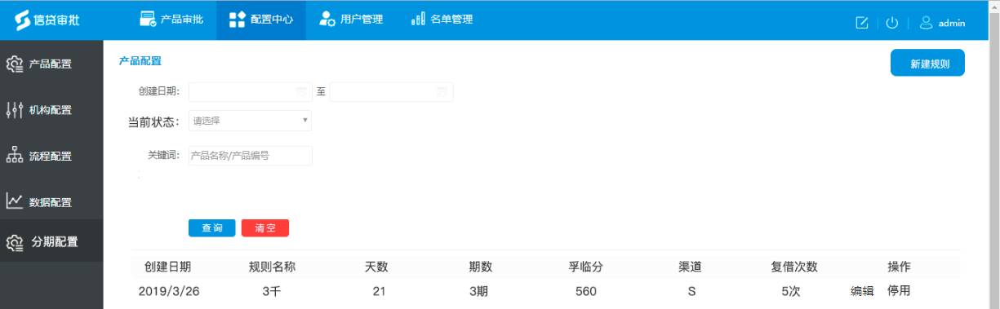 信贷审批 产品审批 配置中心 用户管理 名单管理 admin
产品配置
机构配置
流程配置
数据配置
分期配置
产品配置 新建规则
创建日期: 至
当前状态: 请选择
关键词: 产品名称/产品编号
查询 清空
创建日期 规则名称 天数 期数 孚临分 渠道 复借次数 操作
2019/3/26 3千 21 3期 560 S 5次 编辑 停用